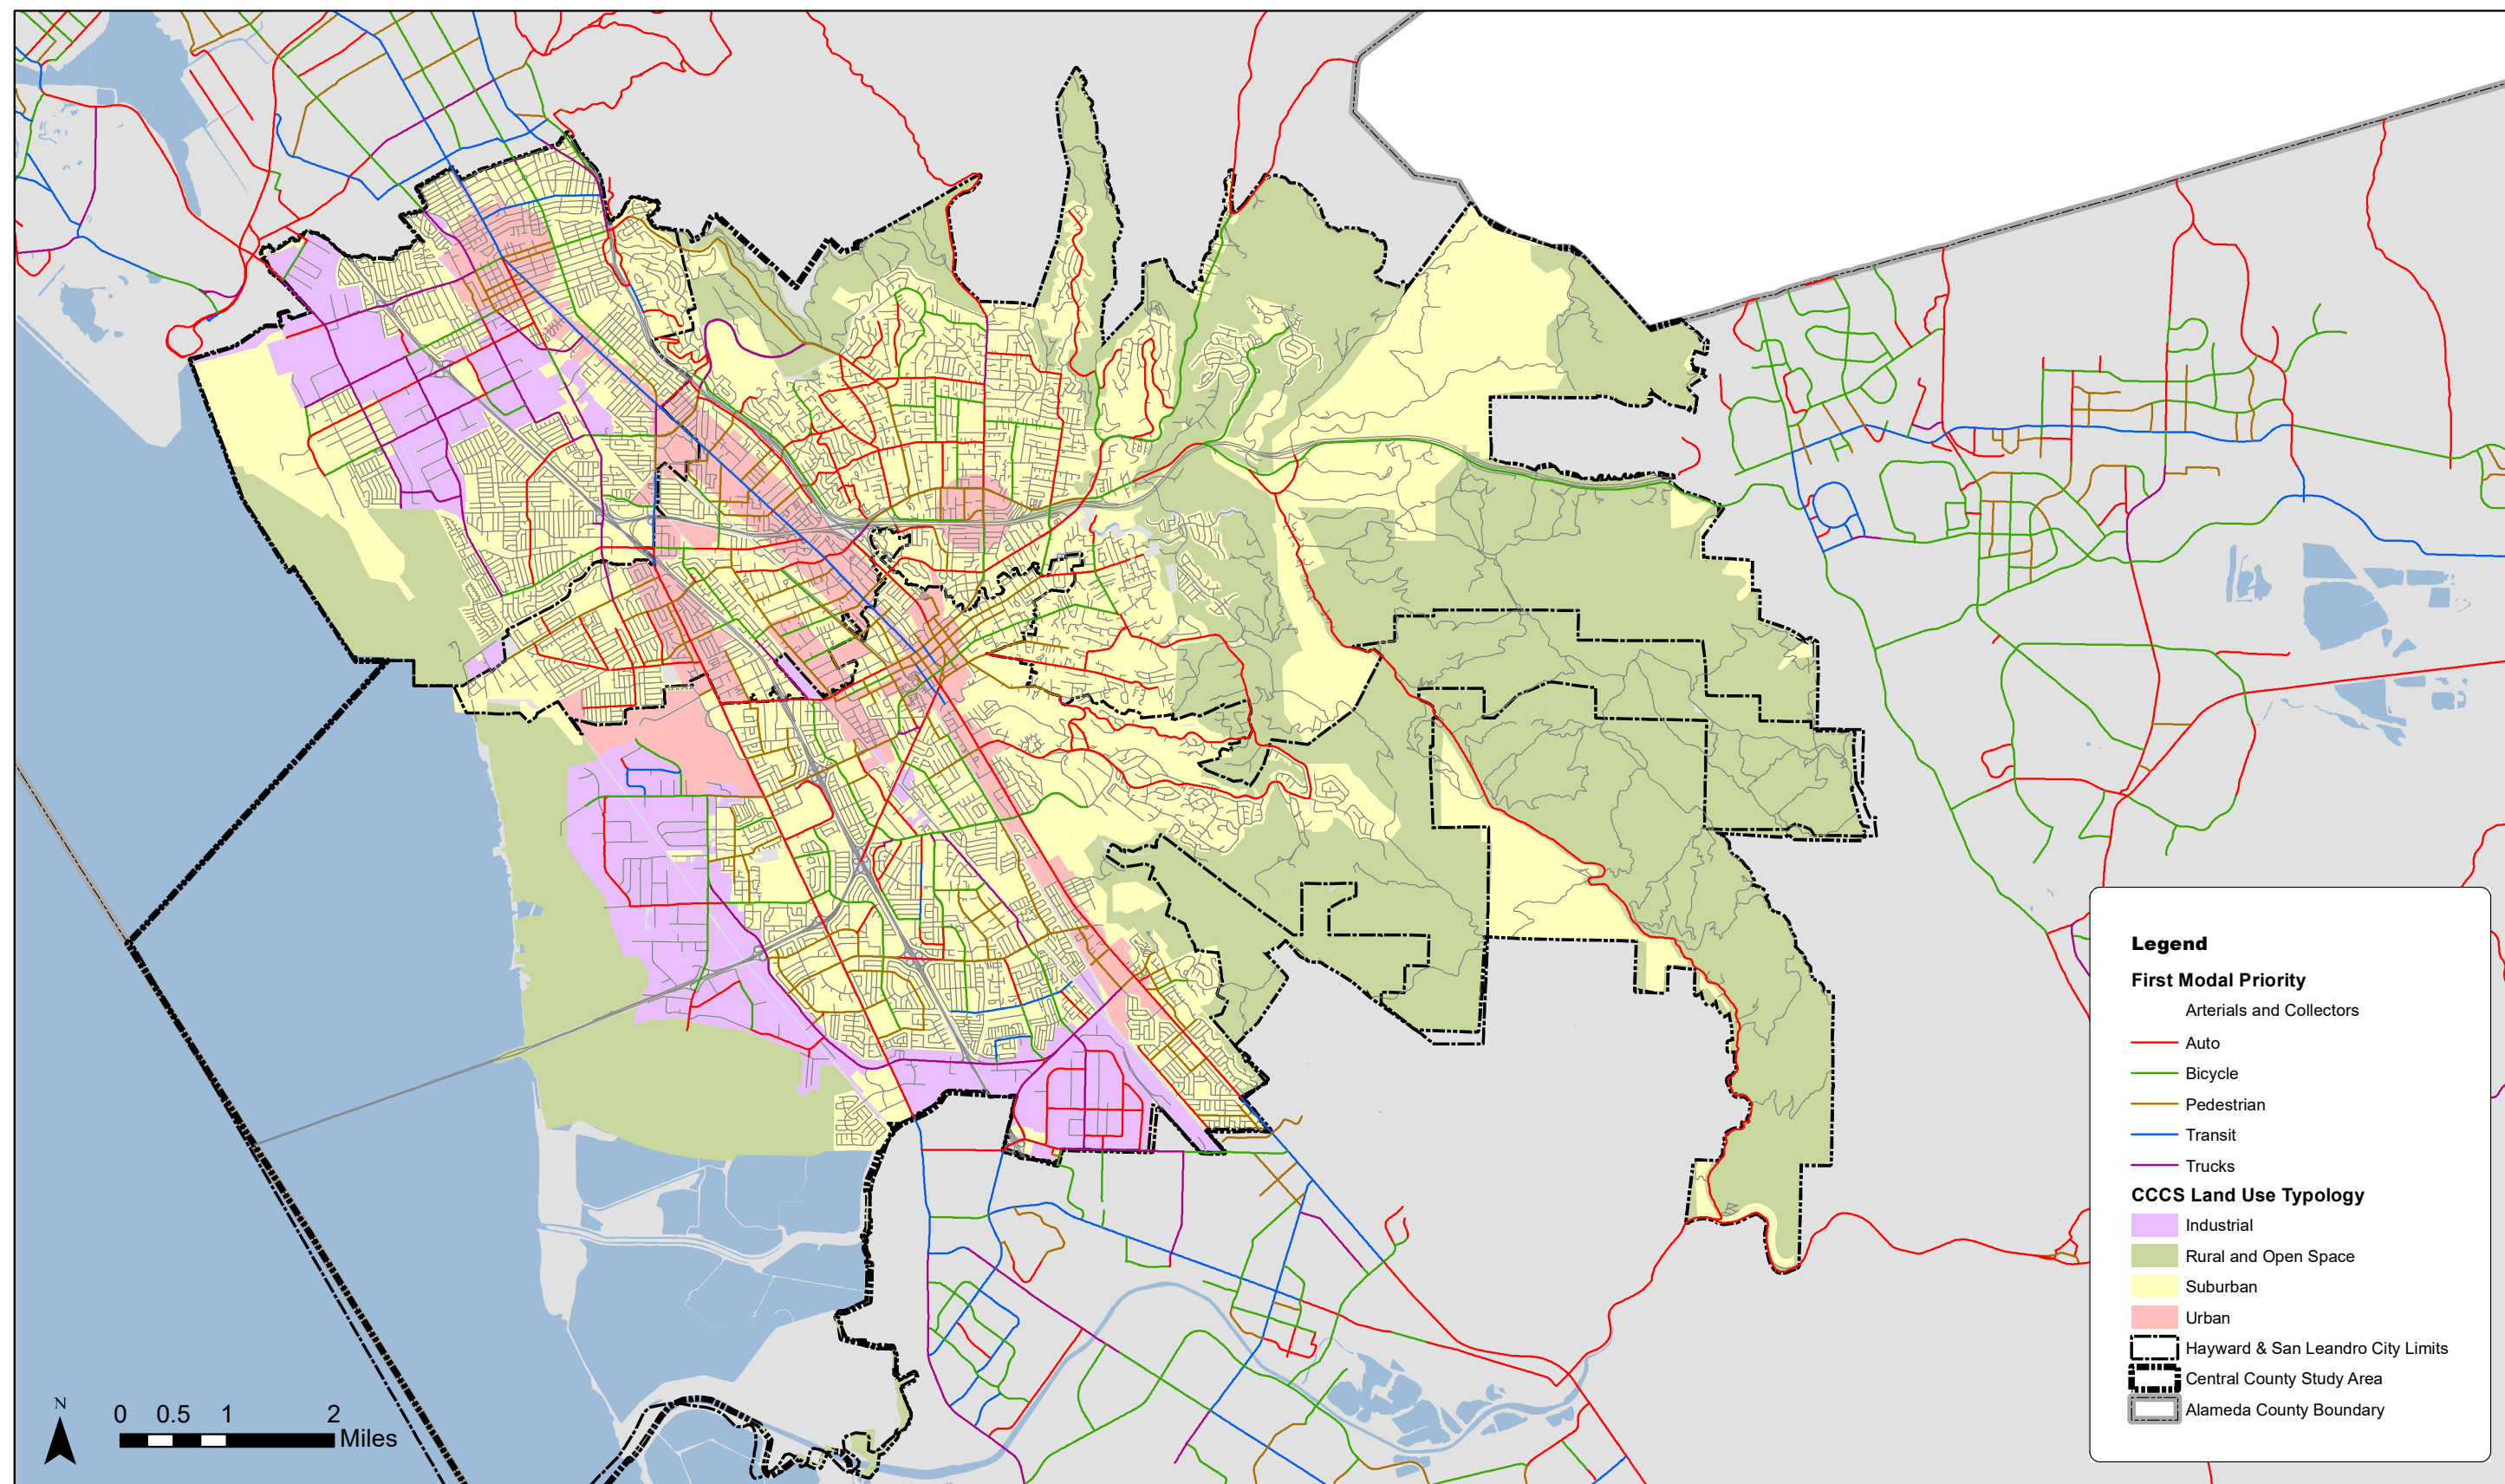 Legend
First Modal Priority
Arterials and Collectors
Auto
Bicycle
Pedestrian
Transit
Trucks
CCCS Land Use Typology
Industrial
Rural and Open Space
Suburban
Urban
Hayward & San Leandro City Limits
Central County Study Area
Alameda County Boundary
N
0 0.5 1 2
Miles